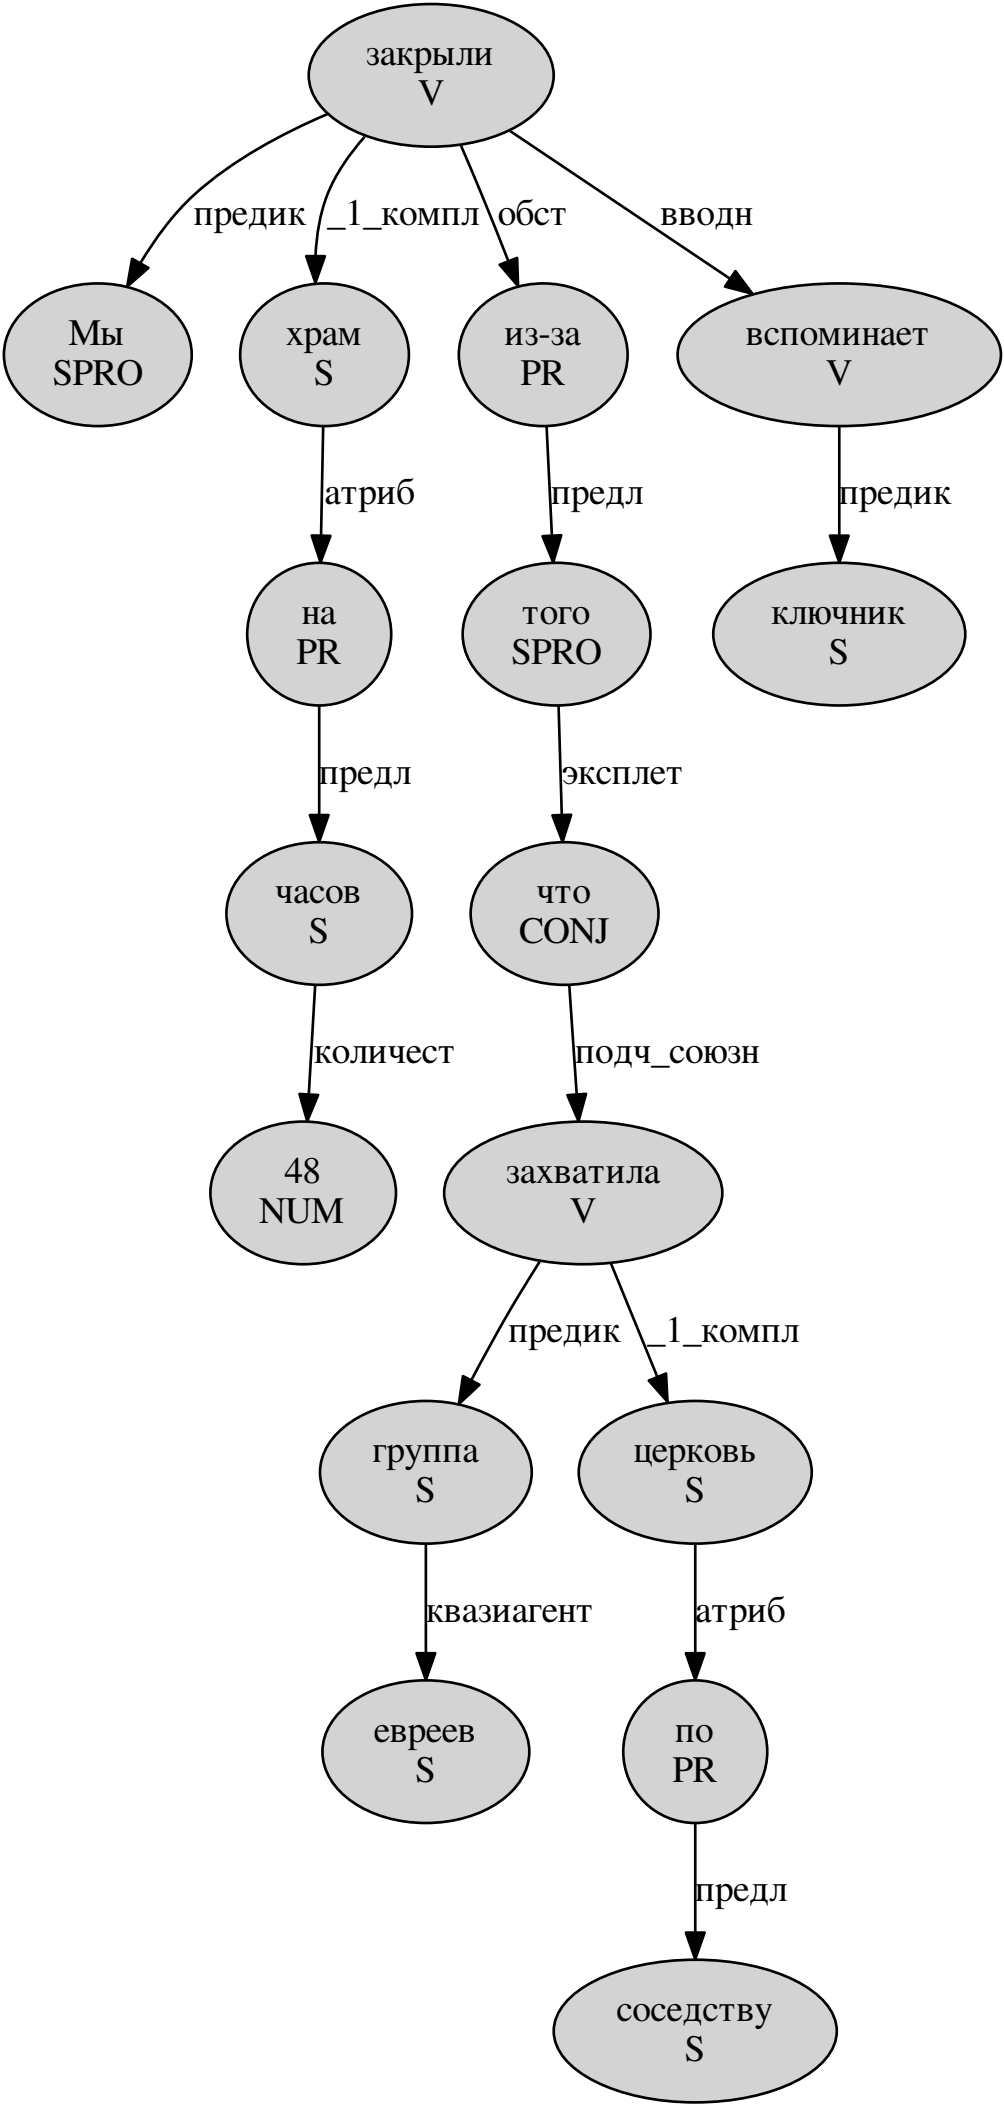 закрыли
V
предик
_1_компл
обст
вводн
Мы
SPRO
храм
S
из-за
PR
вспоминает
V
атриб
предл
предик
на
PR
того
SPRO
ключник
S
предл
эксплет
часов
S
что
CONJ
количест
подч_союзн
48
NUM
захватила
V
предик
_1_компл
группа
S
церковь
S
квазиагент
атриб
евреев
S
по
PR
предл
соседству
S